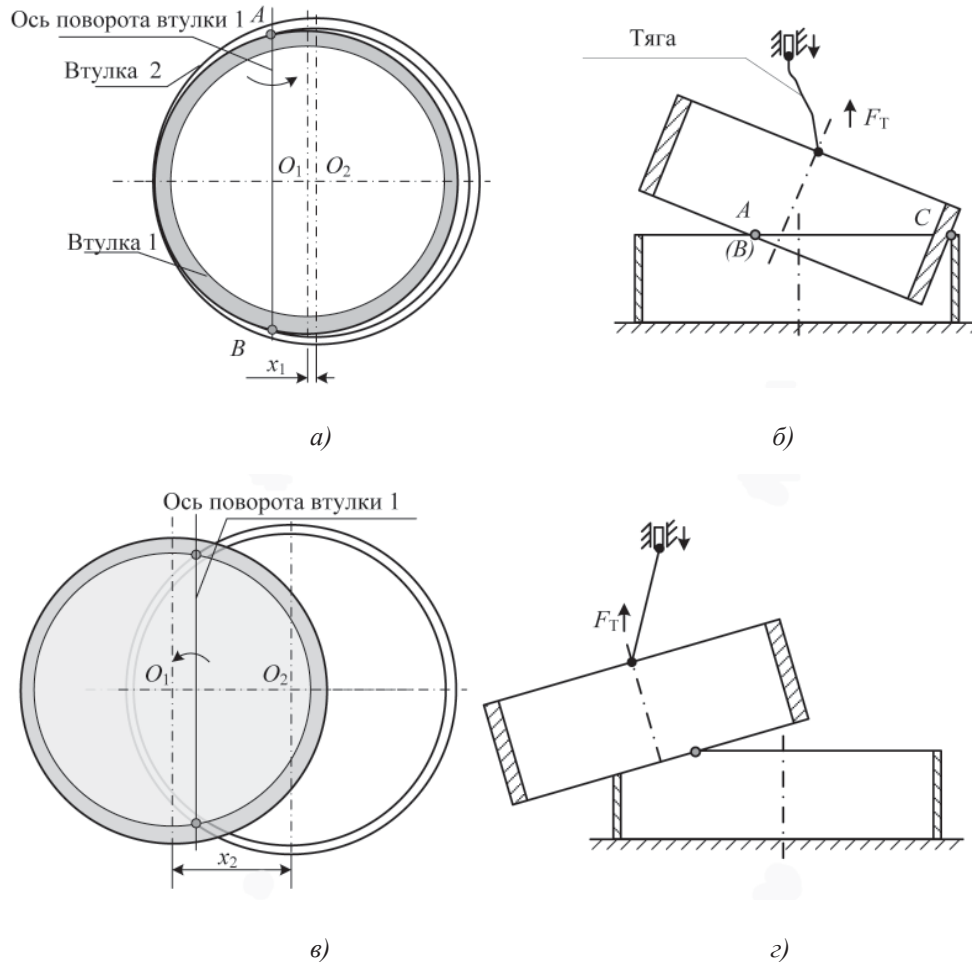 Ось поворота втулки 1
Втулка 2
Втулка 1
A
B
O₁
O₂
x₁
а)
Тяга
Fт
A
(B)
C
б)
Ось поворота втулки 1
O₁
O₂
x₂
в)
Fт
г)